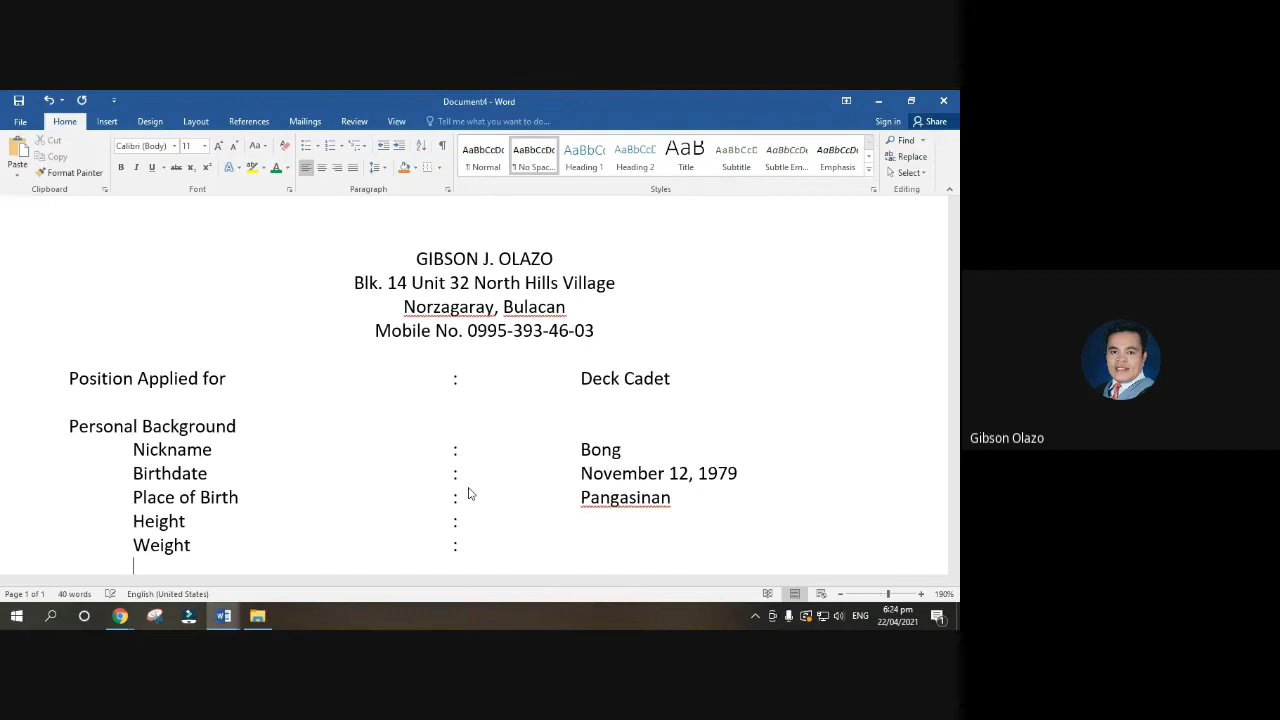 Document4 - Word
File Home Insert Design Layout References Mailings Review View Tell me what you want to do... Sign in Share
Cut
Copy
Paste
Format Painter
Clipboard
Calibri (Body) 11
Font
Paragraph
AaBbCcDc AaBbCcDc AaBbCc AaBbCcE AaB AaBbCcC AaBbCcDc AaBbCcDc
¶ Normal ¶ No Spac... Heading 1 Heading 2 Title Subtitle Subtle Em... Emphasis
Styles
Find
Replace
Select
Editing
GIBSON J. OLAZO
Blk. 14 Unit 32 North Hills Village
Norzagaray, Bulacan
Mobile No. 0995-393-46-03
Position Applied for : Deck Cadet
Personal Background
Nickname : Bong
Birthdate : November 12, 1979
Place of Birth : Pangasinan
Height :
Weight :
Page 1 of 1 40 words English (United States) 190%
ENG 6:24 pm
22/04/2021
Gibson Olazo